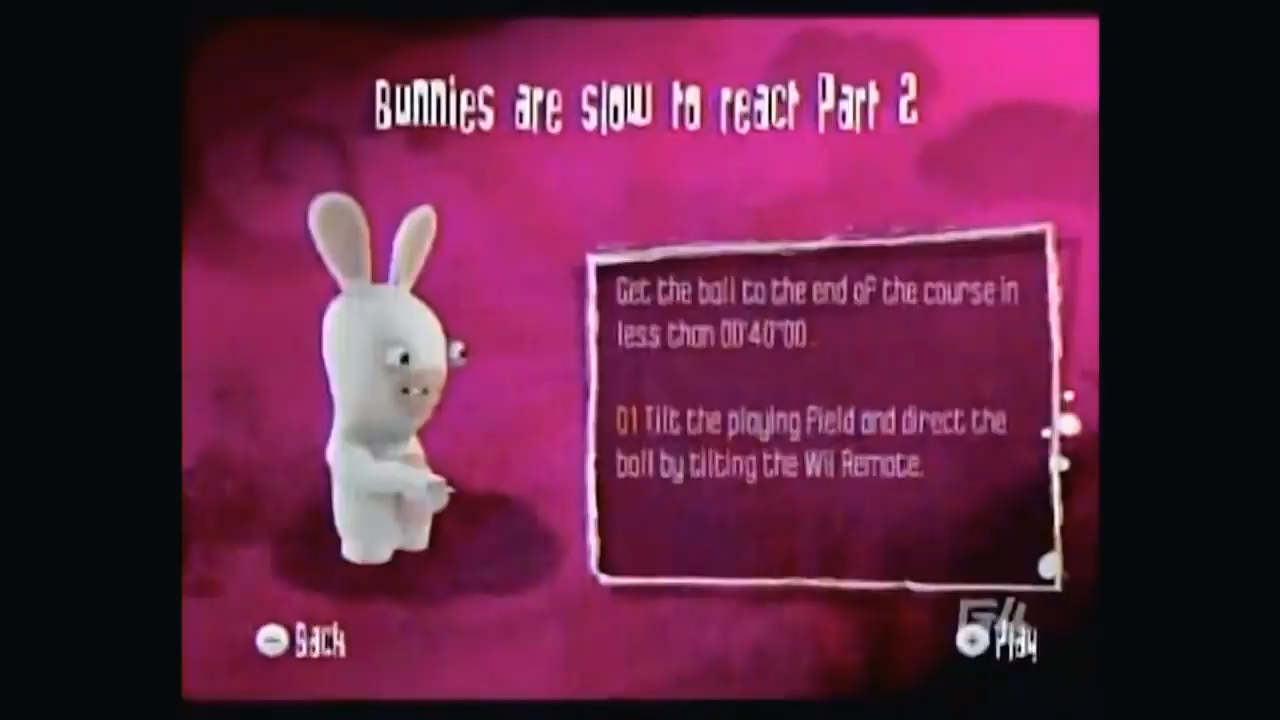 Bunnies are slow to react Part 2
Get the ball to the end of the course in
less than 00'40"00.
01 Tilt the playing field and direct the
ball by tilting the Wii Remote.
Back
G4
Play